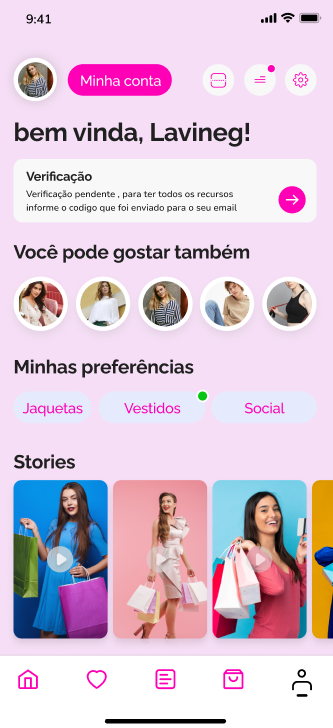 9:41
Minha conta
bem vinda, Lavineg!
Verificação
Verificação pendente , para ter todos os recursos
informe o codigo que foi enviado para o seu email
Você pode gostar também
Minhas preferências
Jaquetas
Vestidos
Social
Stories